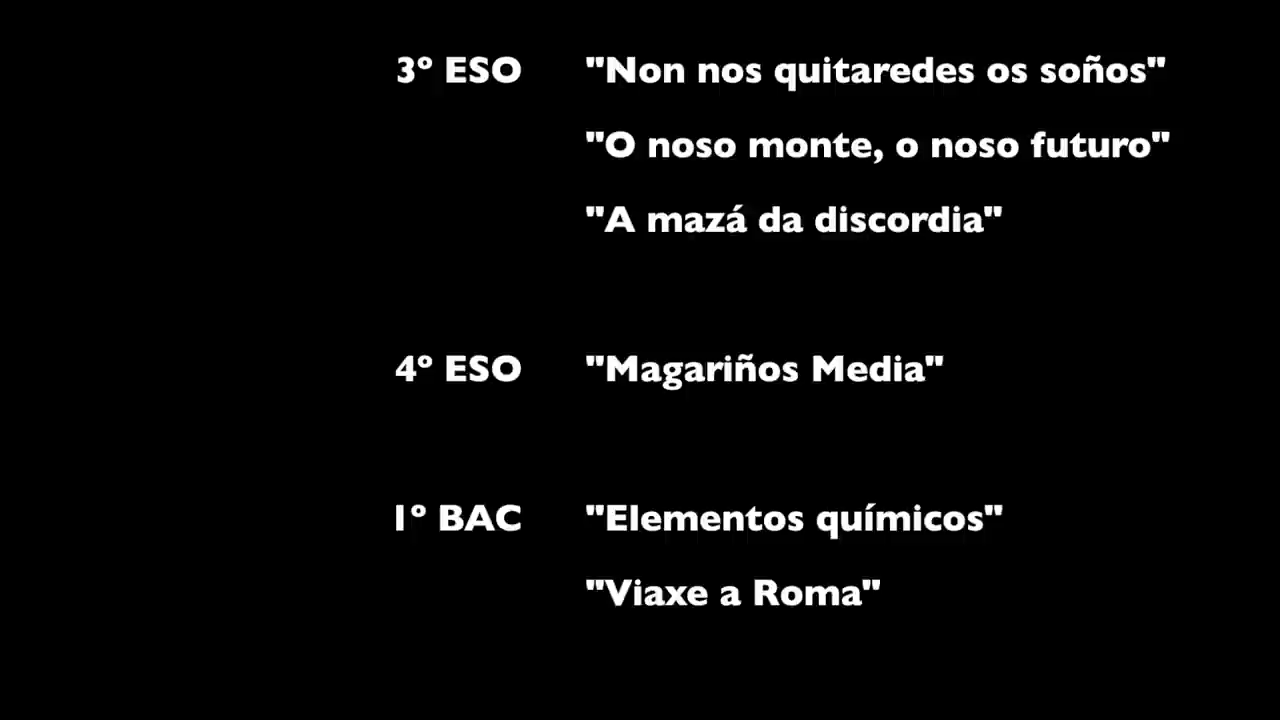 3º ESO "Non nos quitaredes os soños"
"O noso monte, o noso futuro"
"A mazá da discordia"
4º ESO "Magariños Media"
1º BAC "Elementos químicos"
"Viaxe a Roma"